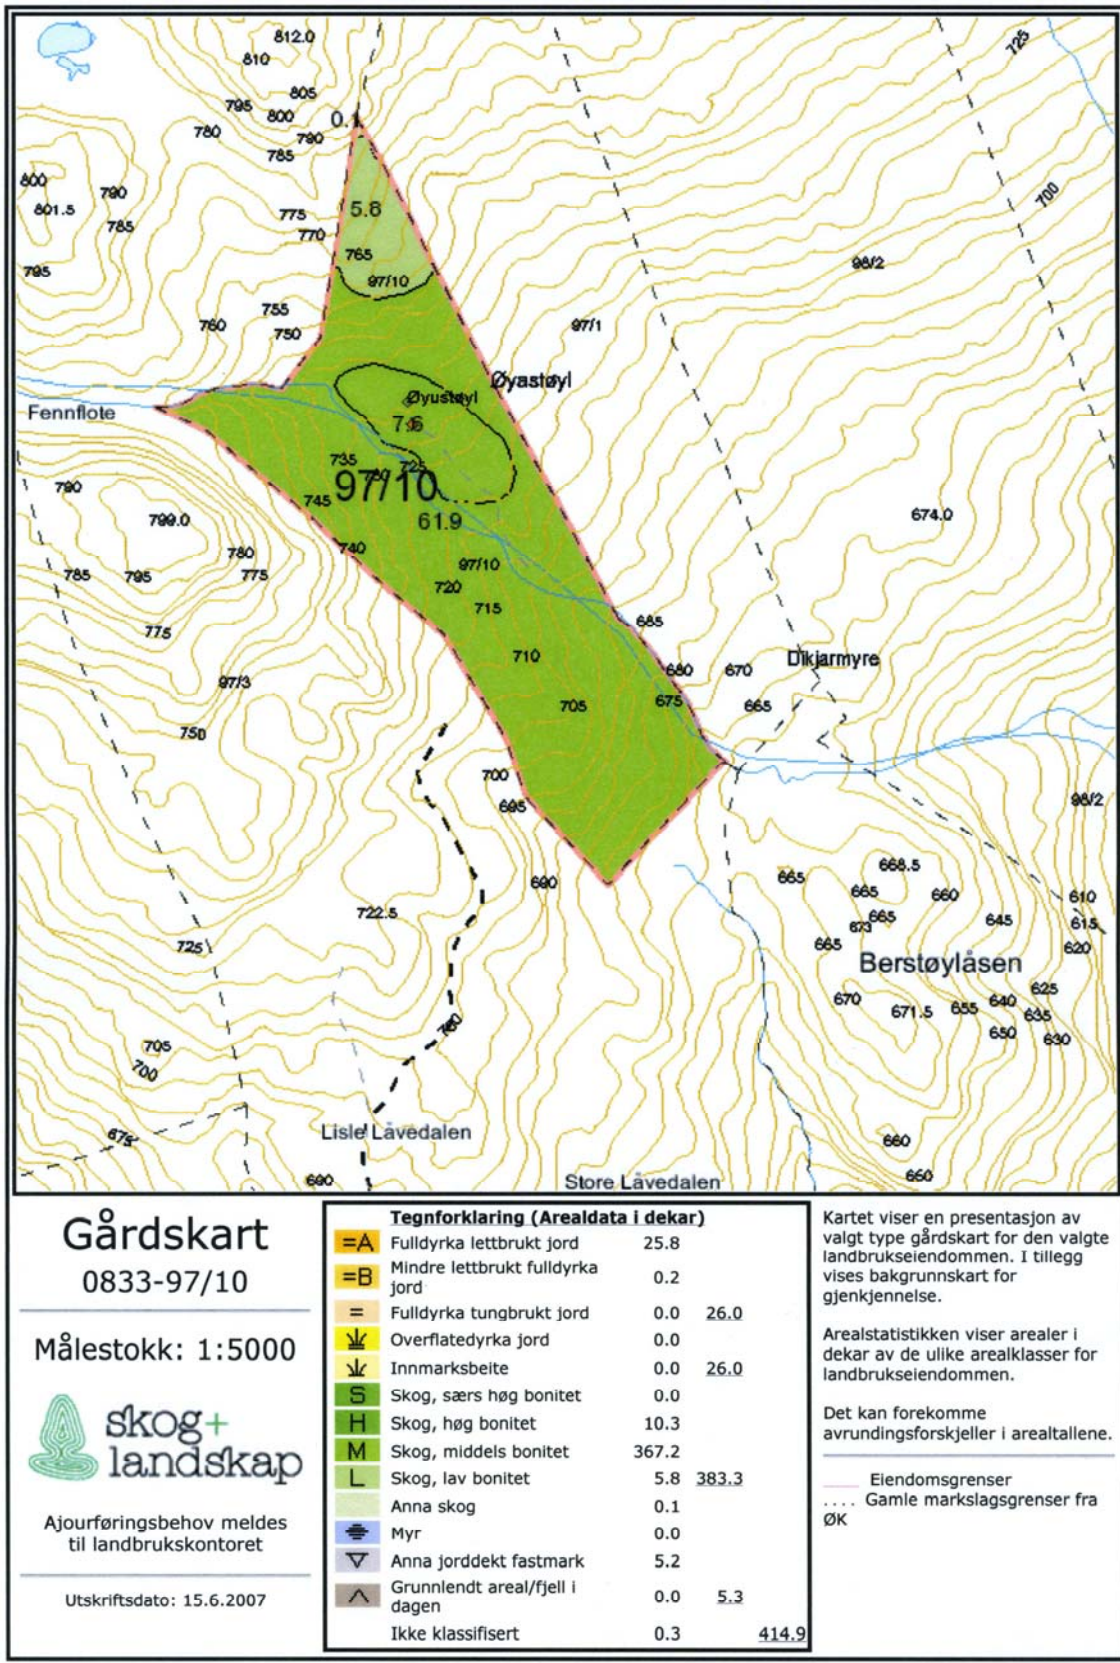 812.0
810
725
805
795
800
0.1
780
790
785
800
790
700
801.5
5.8
775
785
770
765
98/2
795
97/10
755
760
97/1
750
Øyastøyl
Øyustøyl
Fennflote
7.6
735
730
725
790
97/10
745
799.0
61.9
674.0
740
780
97/10
785
795
775
720
715
685
775
710
Dikjarmyre
680
670
97/3
675
665
705
750
700
98/2
695
668.5
665
690
665
660
610
722.5
665
645
615
673
725
665
620
Berstøylåsen
625
670
671.5
655
640
635
700
650
630
705
700
675
Lisle Låvedalen
660
660
690
Store Låvedalen
Gårdskart
0833-97/10
Målestokk: 1:5000
skog+
landskap
Ajourføringsbehov meldes
til landbrukskontoret
Utskriftsdato: 15.6.2007
Tegnforklaring (Arealdata i dekar)
=A Fulldyrka lettbrukt jord 25.8
=B Mindre lettbrukt fulldyrka
jord 0.2
= Fulldyrka tungbrukt jord 0.0 26.0
Overflatedyrka jord 0.0
Innmarksbeite 0.0 26.0
S Skog, særs høg bonitet 0.0
H Skog, høg bonitet 10.3
M Skog, middels bonitet 367.2
L Skog, lav bonitet 5.8 383.3
Anna skog 0.1
Myr 0.0
Anna jorddekt fastmark 5.2
Grunnlendt areal/fjell i
dagen 0.0 5.3
Ikke klassifisert 0.3 414.9
Kartet viser en presentasjon av
valgt type gårdskart for den valgte
landbrukseiendommen. I tillegg
vises bakgrunnskart for
gjenkjennelse.
Arealstatistikken viser arealer i
dekar av de ulike arealklasser for
landbrukseiendommen.
Det kan forekomme
avrundingsforskjeller i arealtallene.
Eiendomsgrenser
.... Gamle markslagsgrenser fra
ØK